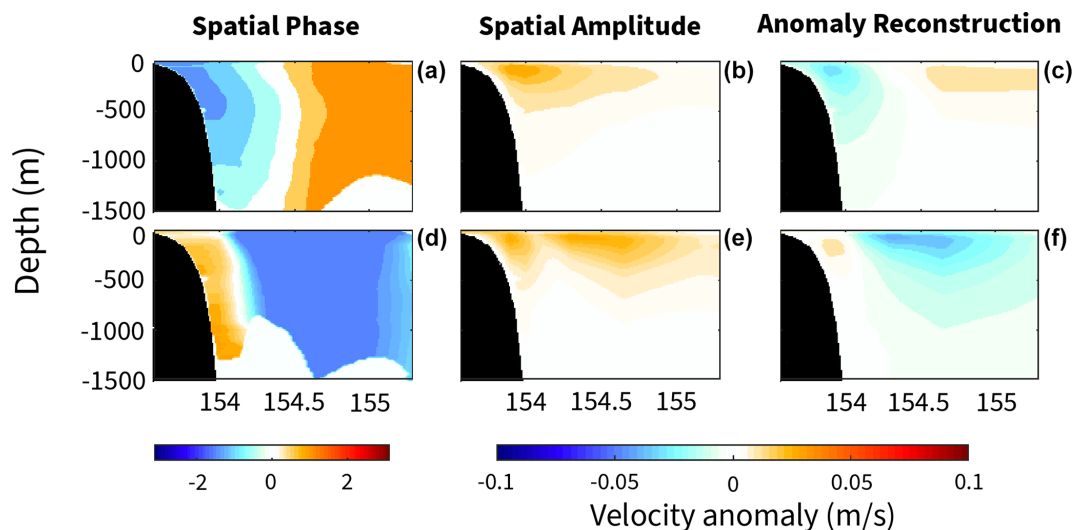 Spatial Phase Spatial Amplitude Anomaly Reconstruction
0 (a) (b) (c)
-500
-1000
-1500
0 (d) (e) (f)
-500
-1000
-1500
Depth (m)
154 154.5 155 154 154.5 155 154 154.5 155
-2 0 2 -0.1 -0.05 0 0.05 0.1
Velocity anomaly (m/s)